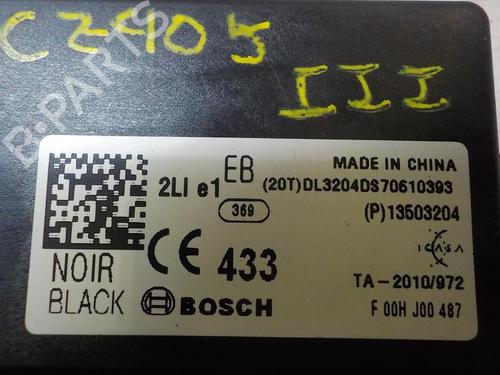 CZ905
III
B-PARTS
2LI e1
EB
369
MADE IN CHINA
(20T)DL3204DS70610393
(P)13503204
ICASA
NOIR
BLACK
CE 433
BOSCH
TA-2010/972
F 00H J00 487